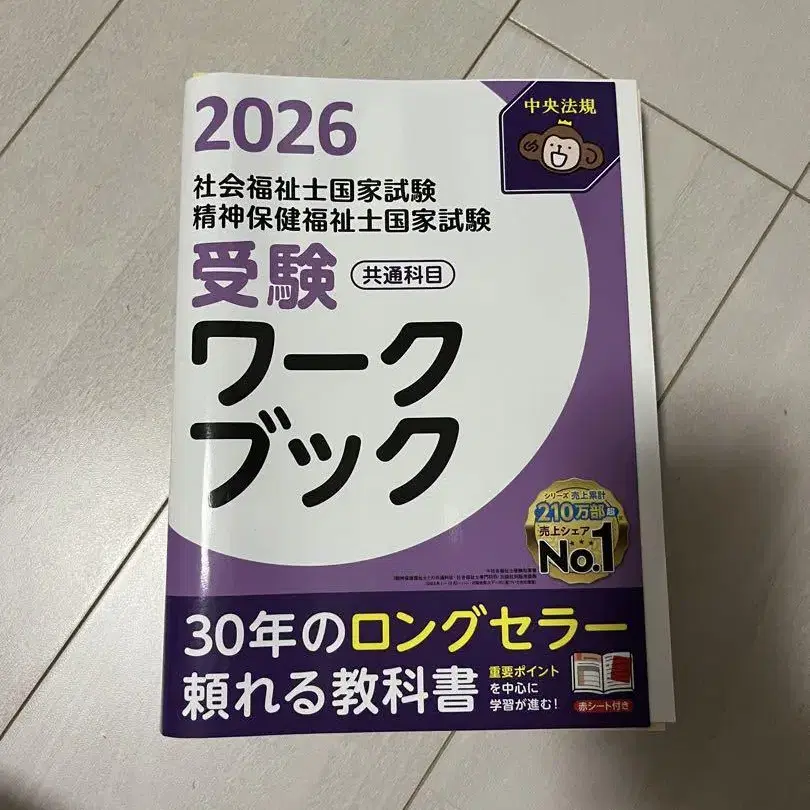 2026
中央法規
社会福祉士国家試験
精神保健福祉士国家試験
受験 共通科目
ワーク
ブック
シリーズ 売上累計
210万部超
売上シェア
No.1
30年のロングセラー
頼れる教科書
重要ポイント
を中心に
学習が進む!
赤シート付き